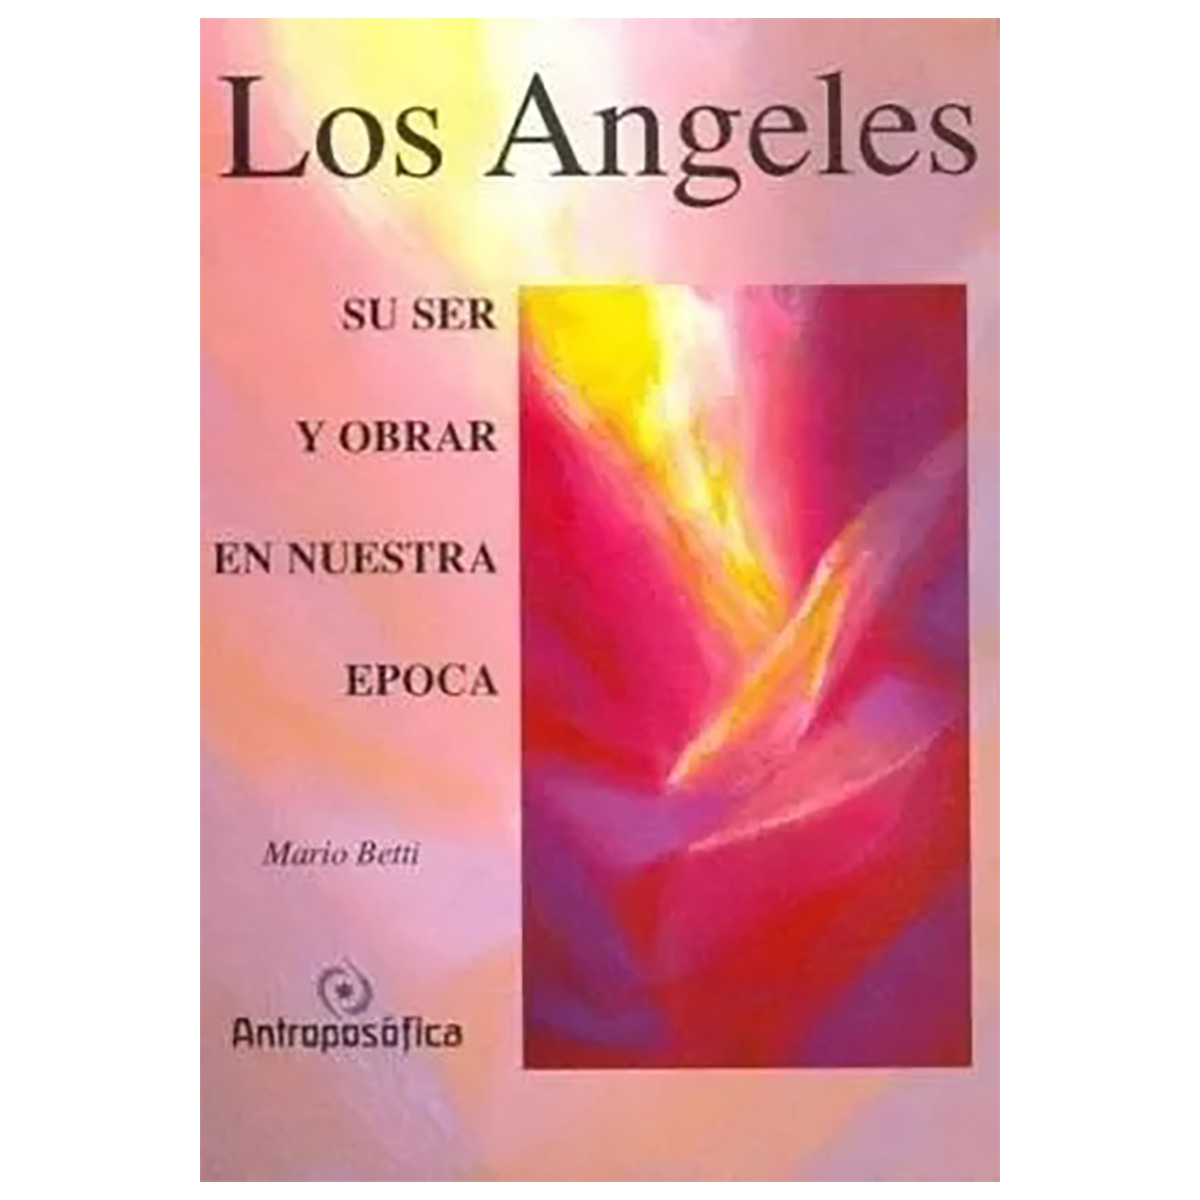 Los Angeles
SU SER
Y OBRAR
EN NUESTRA
EPOCA
Mario Betti
Antroposófica